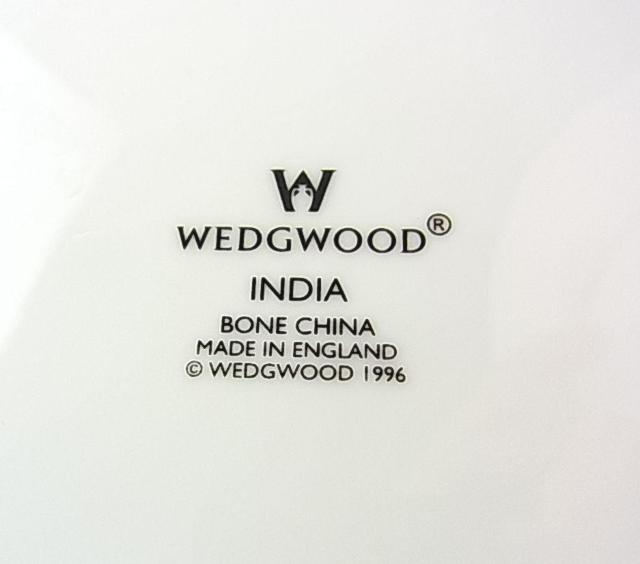 W
WEDGWOOD®
INDIA
BONE CHINA
MADE IN ENGLAND
© WEDGWOOD 1996